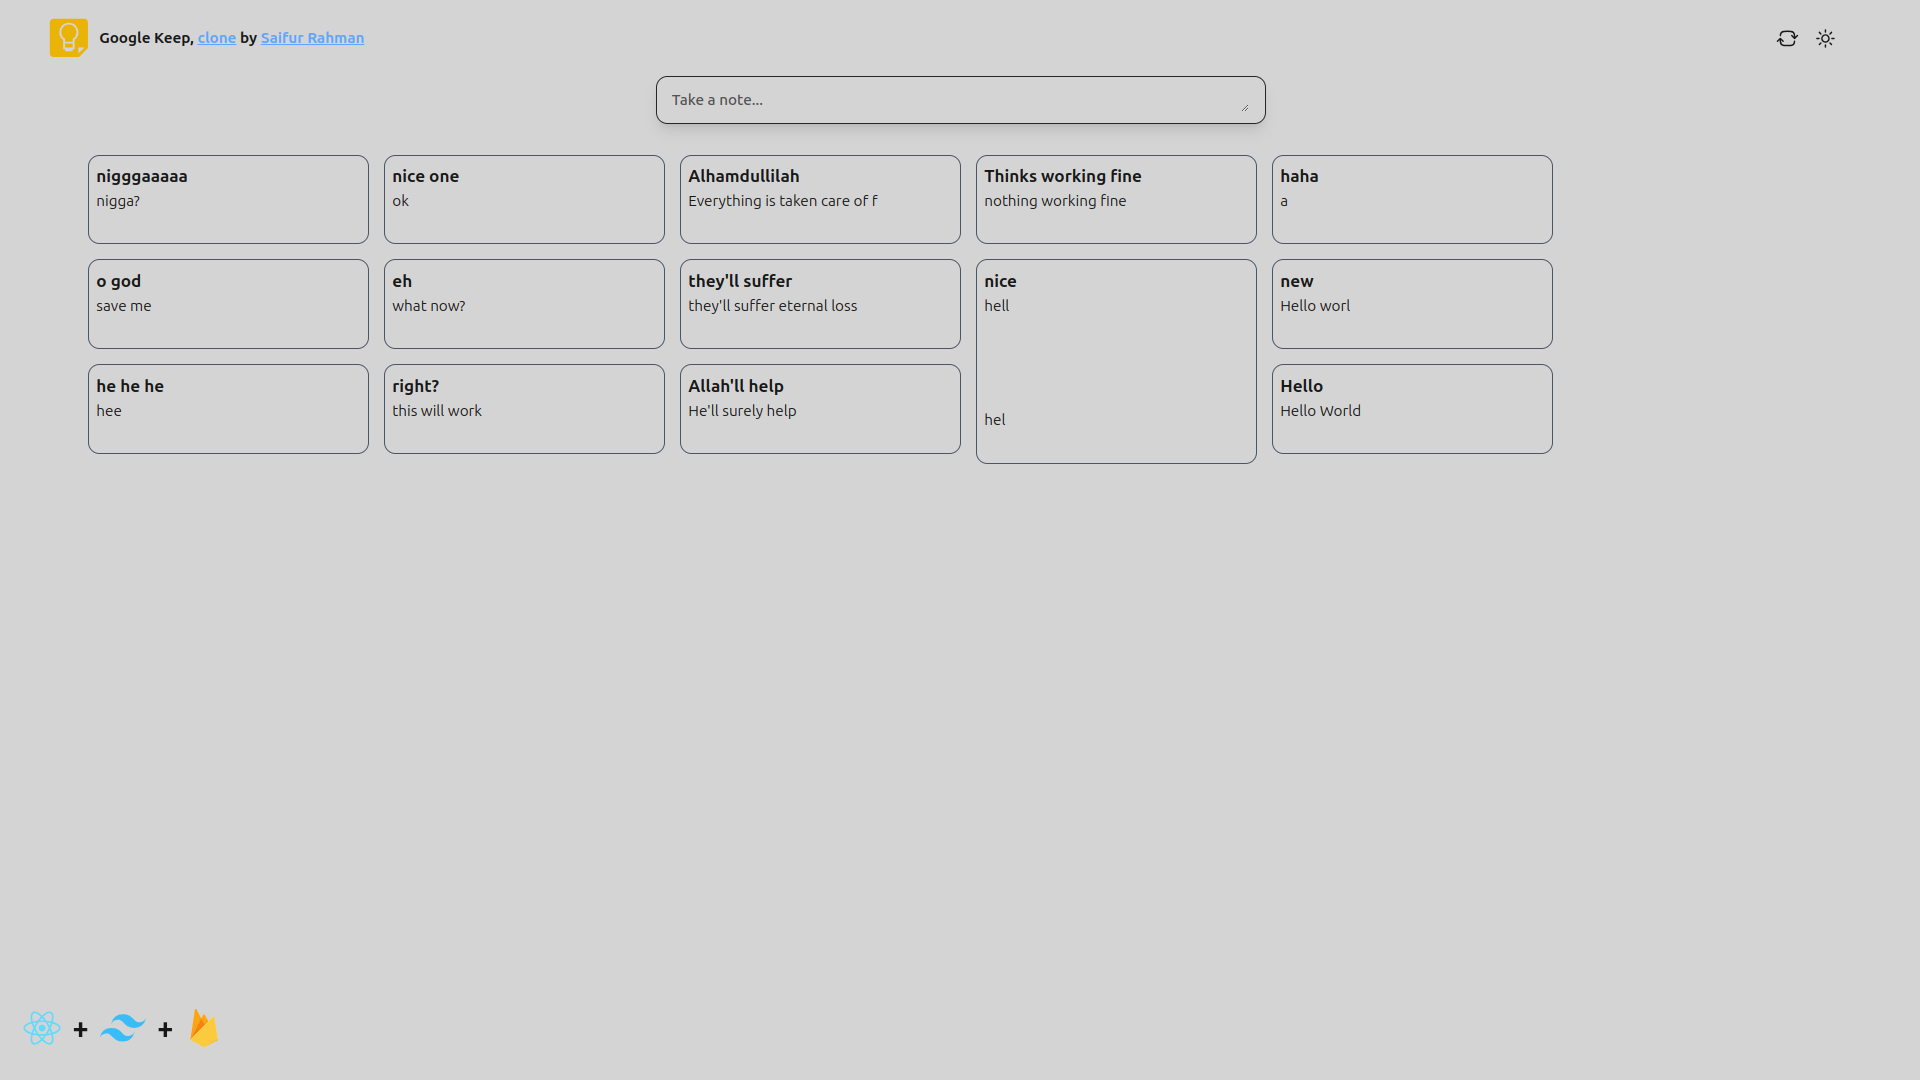 Google Keep, clone by Saifur Rahman
Take a note...
nigggaaaaa
nigga?
nice one
ok
Alhamdullilah
Everything is taken care of f
Thinks working fine
nothing working fine
haha
a
o god
save me
eh
what now?
they'll suffer
they'll suffer eternal loss
nice
hell
hel
new
Hello worl
he he he
hee
right?
this will work
Allah'll help
He'll surely help
Hello
Hello World
+ +